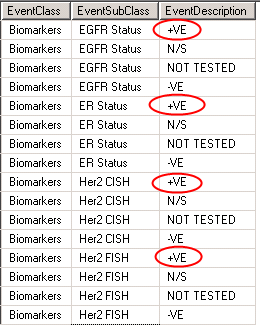 EventClass EventSubClass EventDescription
Biomarkers EGFR Status +VE
Biomarkers EGFR Status N/S
Biomarkers EGFR Status NOT TESTED
Biomarkers EGFR Status -VE
Biomarkers ER Status +VE
Biomarkers ER Status N/S
Biomarkers ER Status NOT TESTED
Biomarkers ER Status -VE
Biomarkers Her2 CISH +VE
Biomarkers Her2 CISH N/S
Biomarkers Her2 CISH NOT TESTED
Biomarkers Her2 CISH -VE
Biomarkers Her2 FISH +VE
Biomarkers Her2 FISH N/S
Biomarkers Her2 FISH NOT TESTED
Biomarkers Her2 FISH -VE